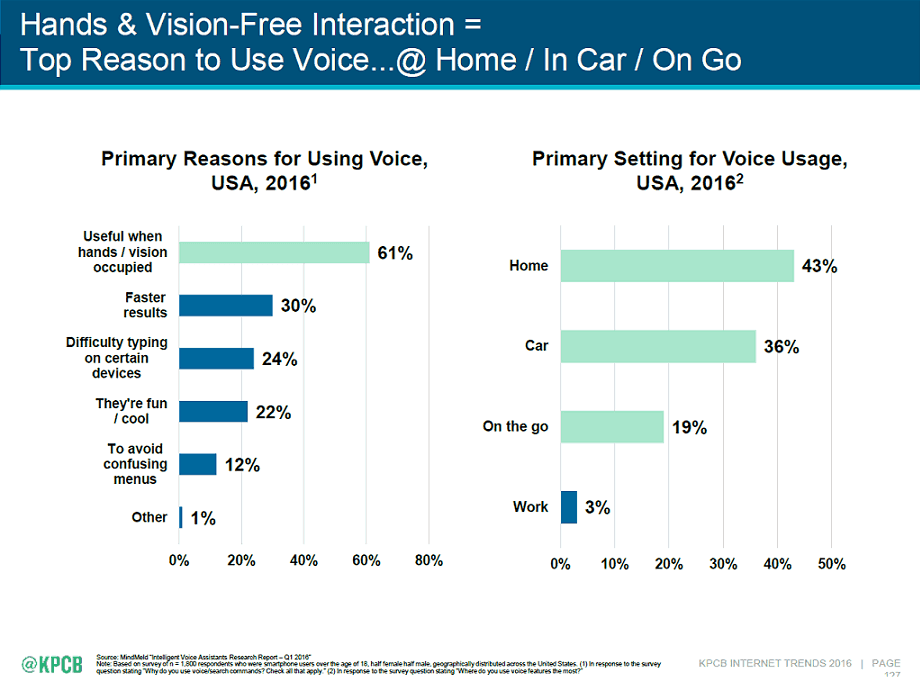 Hands & Vision-Free Interaction =
Top Reason to Use Voice...@ Home / In Car / On Go
Primary Reasons for Using Voice,
USA, 2016¹
Useful when
hands / vision
occupied
61%
Faster
results
30%
Difficulty typing
on certain
devices
24%
They're fun
/ cool
22%
To avoid
confusing
menus
12%
Other
1%
0% 20% 40% 60% 80%
Primary Setting for Voice Usage,
USA, 2016²
Home
43%
Car
36%
On the go
19%
Work
3%
0% 10% 20% 30% 40% 50%
@KPCB
Source: MindMeld "Intelligent Voice Assistants Research Report – Q1 2016"
Note: Based on survey of n = 1,800 respondents who were smartphone users over the age of 18, half female half male, geographically distributed across the United States. (1) In response to the survey
question stating "Why do you use voice/search commands? Check all that apply." (2) In response to the survey question stating "Where do you use voice features the most?"
KPCB INTERNET TRENDS 2016 | PAGE
127